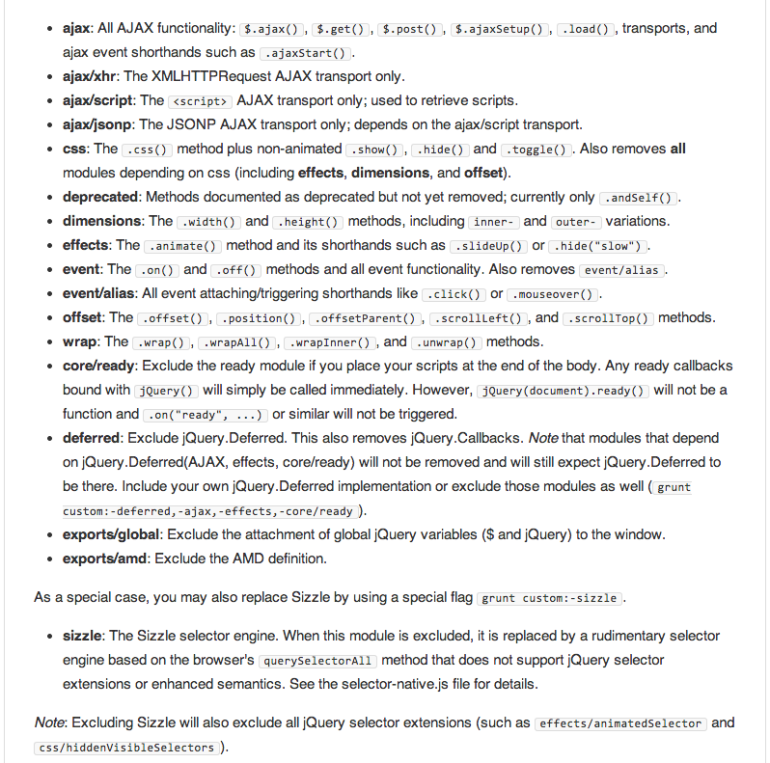 • ajax: All AJAX functionality: $.ajax(), $.get(), $.post(), $.ajaxSetup(), .load(), transports, and
ajax event shorthands such as .ajaxStart().
• ajax/xhr: The XMLHTTPRequest AJAX transport only.
• ajax/script: The <script> AJAX transport only; used to retrieve scripts.
• ajax/jsonp: The JSONP AJAX transport only; depends on the ajax/script transport.
• css: The .css() method plus non-animated .show(), .hide() and .toggle(). Also removes all
modules depending on css (including effects, dimensions, and offset).
• deprecated: Methods documented as deprecated but not yet removed; currently only .andSelf().
• dimensions: The .width() and .height() methods, including inner- and outer- variations.
• effects: The .animate() method and its shorthands such as .slideUp() or .hide("slow").
• event: The .on() and .off() methods and all event functionality. Also removes event/alias.
• event/alias: All event attaching/triggering shorthands like .click() or .mouseover().
• offset: The .offset(), .position(), .offsetParent(), .scrollLeft(), and .scrollTop() methods.
• wrap: The .wrap(), .wrapAll(), .wrapInner(), and .unwrap() methods.
• core/ready: Exclude the ready module if you place your scripts at the end of the body. Any ready callbacks
bound with jQuery() will simply be called immediately. However, jQuery(document).ready() will not be a
function and .on("ready", ...) or similar will not be triggered.
• deferred: Exclude jQuery.Deferred. This also removes jQuery.Callbacks. Note that modules that depend
on jQuery.Deferred(AJAX, effects, core/ready) will not be removed and will still expect jQuery.Deferred to
be there. Include your own jQuery.Deferred implementation or exclude those modules as well (grunt
custom:-deferred,-ajax,-effects,-core/ready).
• exports/global: Exclude the attachment of global jQuery variables ($ and jQuery) to the window.
• exports/amd: Exclude the AMD definition.
As a special case, you may also replace Sizzle by using a special flag grunt custom:-sizzle.
• sizzle: The Sizzle selector engine. When this module is excluded, it is replaced by a rudimentary selector
engine based on the browser's querySelectorAll method that does not support jQuery selector
extensions or enhanced semantics. See the selector-native.js file for details.
Note: Excluding Sizzle will also exclude all jQuery selector extensions (such as effects/animatedSelector and
css/hiddenVisibleSelectors).